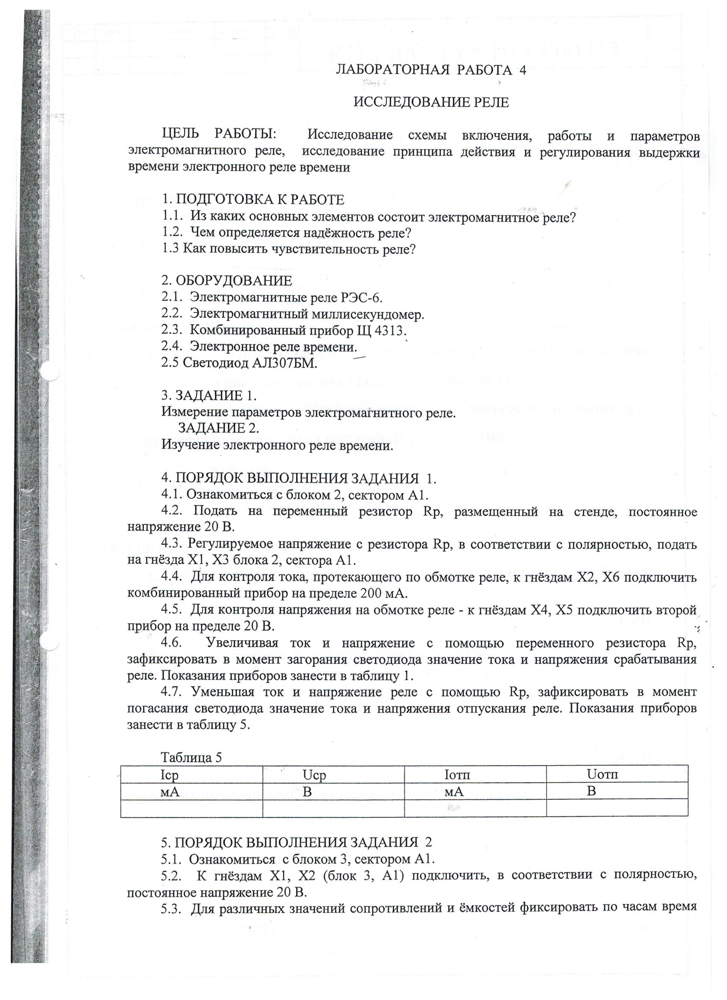 ЛАБОРАТОРНАЯ РАБОТА 4
ИССЛЕДОВАНИЕ РЕЛЕ
ЦЕЛЬ РАБОТЫ: Исследование схемы включения, работы и параметров
электромагнитного реле, исследование принципа действия и регулирования выдержки
времени электронного реле времени
1. ПОДГОТОВКА К РАБОТЕ
1.1. Из каких основных элементов состоит электромагнитное реле?
1.2. Чем определяется надёжность реле?
1.3 Как повысить чувствительность реле?
2. ОБОРУДОВАНИЕ
2.1. Электромагнитные реле РЭС-6.
2.2. Электромагнитный миллисекундомер.
2.3. Комбинированный прибор Щ 4313.
2.4. Электронное реле времени.
2.5 Светодиод АЛ307БМ.
3. ЗАДАНИЕ 1.
Измерение параметров электромагнитного реле.
ЗАДАНИЕ 2.
Изучение электронного реле времени.
4. ПОРЯДОК ВЫПОЛНЕНИЯ ЗАДАНИЯ 1.
4.1. Ознакомиться с блоком 2, сектором А1.
4.2. Подать на переменный резистор Rр, размещенный на стенде, постоянное
напряжение 20 В.
4.3. Регулируемое напряжение с резистора Rр, в соответствии с полярностью, подать
на гнёзда Х1, Х3 блока 2, сектора А1.
4.4. Для контроля тока, протекающего по обмотке реле, к гнёздам Х2, Х6 подключить
комбинированный прибор на пределе 200 мА.
4.5. Для контроля напряжения на обмотке реле - к гнёздам Х4, Х5 подключить второй
прибор на пределе 20 В.
4.6. Увеличивая ток и напряжение с помощью переменного резистора Rр,
зафиксировать в момент загорания светодиода значение тока и напряжения срабатывания
реле. Показания приборов занести в таблицу 1.
4.7. Уменьшая ток и напряжение реле с помощью Rр, зафиксировать в момент
погасания светодиода значение тока и напряжения отпускания реле. Показания приборов
занести в таблицу 5.
Таблица 5
Iср Uср Iотп Uотп
мА В мА В
5. ПОРЯДОК ВЫПОЛНЕНИЯ ЗАДАНИЯ 2
5.1. Ознакомиться с блоком 3, сектором А1.
5.2. К гнёздам Х1, Х2 (блок 3, А1) подключить, в соответствии с полярностью,
постоянное напряжение 20 В.
5.3. Для различных значений сопротивлений и ёмкостей фиксировать по часам время